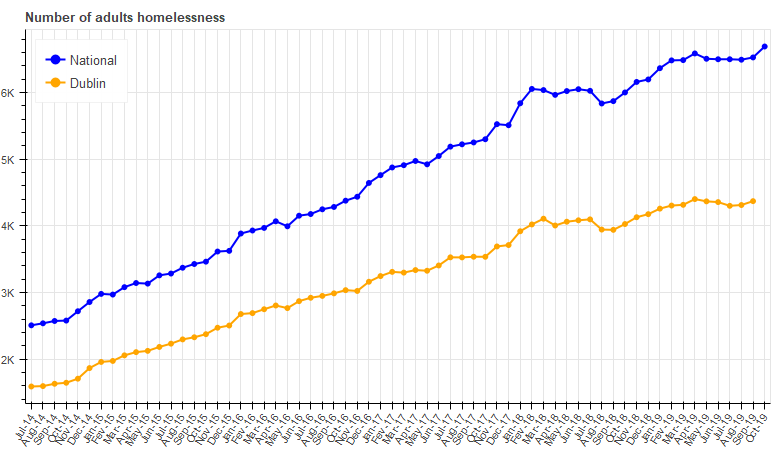 Number of adults homelessness
National
Dublin
6K
5K
4K
3K
2K
Jul-14
Aug-14
Sep-14
Oct-14
Nov-14
Dec-14
Jan-15
Fev-15
Mar-15
Apr-15
May-15
Jun-15
Jul-15
Aug-15
Sep-15
Oct-15
Nov-15
Dec-15
Jan-16
Fev-16
Mar-16
Apr-16
May-16
Jun-16
Jul-16
Aug-16
Sep-16
Oct-16
Nov-16
Dec-16
Jan-17
Fev-17
Mar-17
Apr-17
May-17
Jun-17
Jul-17
Aug-17
Sep-17
Oct-17
Nov-17
Dec-17
Jan-18
Fev-18
Mar-18
Apr-18
May-18
Jun-18
Jul-18
Aug-18
Sep-18
Oct-18
Nov-18
Dec-18
Jan-19
Fev-19
Mar-19
Apr-19
May-19
Jun-19
Jul-19
Aug-19
Sep-19
Oct-19